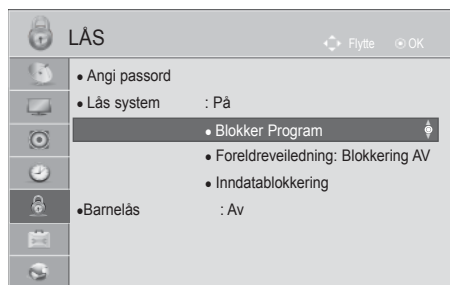 LÅS
Flytte OK
• Angi passord
• Lås system : På
• Blokker Program
• Foreldreveiledning: Blokkering AV
• Inndatablokkering
•Barnelås : Av